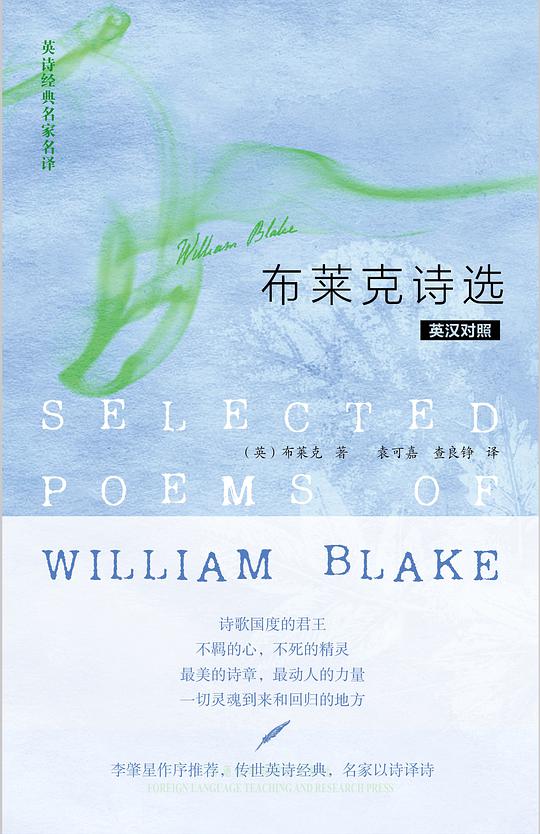 英诗经典名家名译
William Blake
布莱克诗选
英汉对照
SELECTED
（英）布莱克 著 袁可嘉 查良铮 译
POEMS OF
WILLIAM BLAKE
诗歌国度的君王
不羁的心，不死的精灵
最美的诗章，最动人的力量
一切灵魂到来和回归的地方
李肇星作序推荐，传世英诗经典，名家以诗译诗
FOREIGN LANGUAGE TEACHING AND RESEARCH PRESS